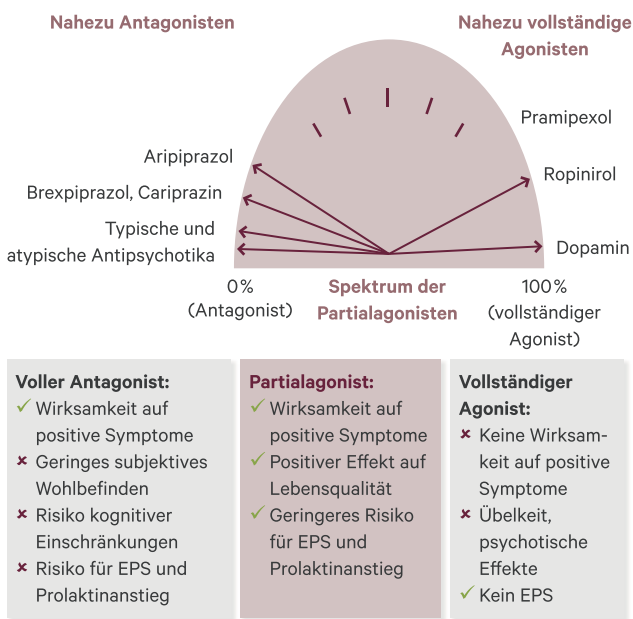 Nahezu Antagonisten
Nahezu vollständige
Agonisten
Pramipexol
Aripiprazol
Ropinirol
Brexpiprazol, Cariprazin
Typische und
atypische Antipsychotika
Dopamin
0 %
(Antagonist)
Spektrum der
Partialagonisten
100 %
(vollständiger
Agonist)
Voller Antagonist:
Wirksamkeit auf
positive Symptome
Geringes subjektives
Wohlbefinden
Risiko kognitiver
Einschränkungen
Risiko für EPS und
Prolaktinanstieg
Partialagonist:
Wirksamkeit auf
positive Symptome
Positiver Effekt auf
Lebensqualität
Geringeres Risiko
für EPS und
Prolaktinanstieg
Vollständiger
Agonist:
Keine Wirksam-
keit auf positive
Symptome
Übelkeit,
psychotische
Effekte
Kein EPS